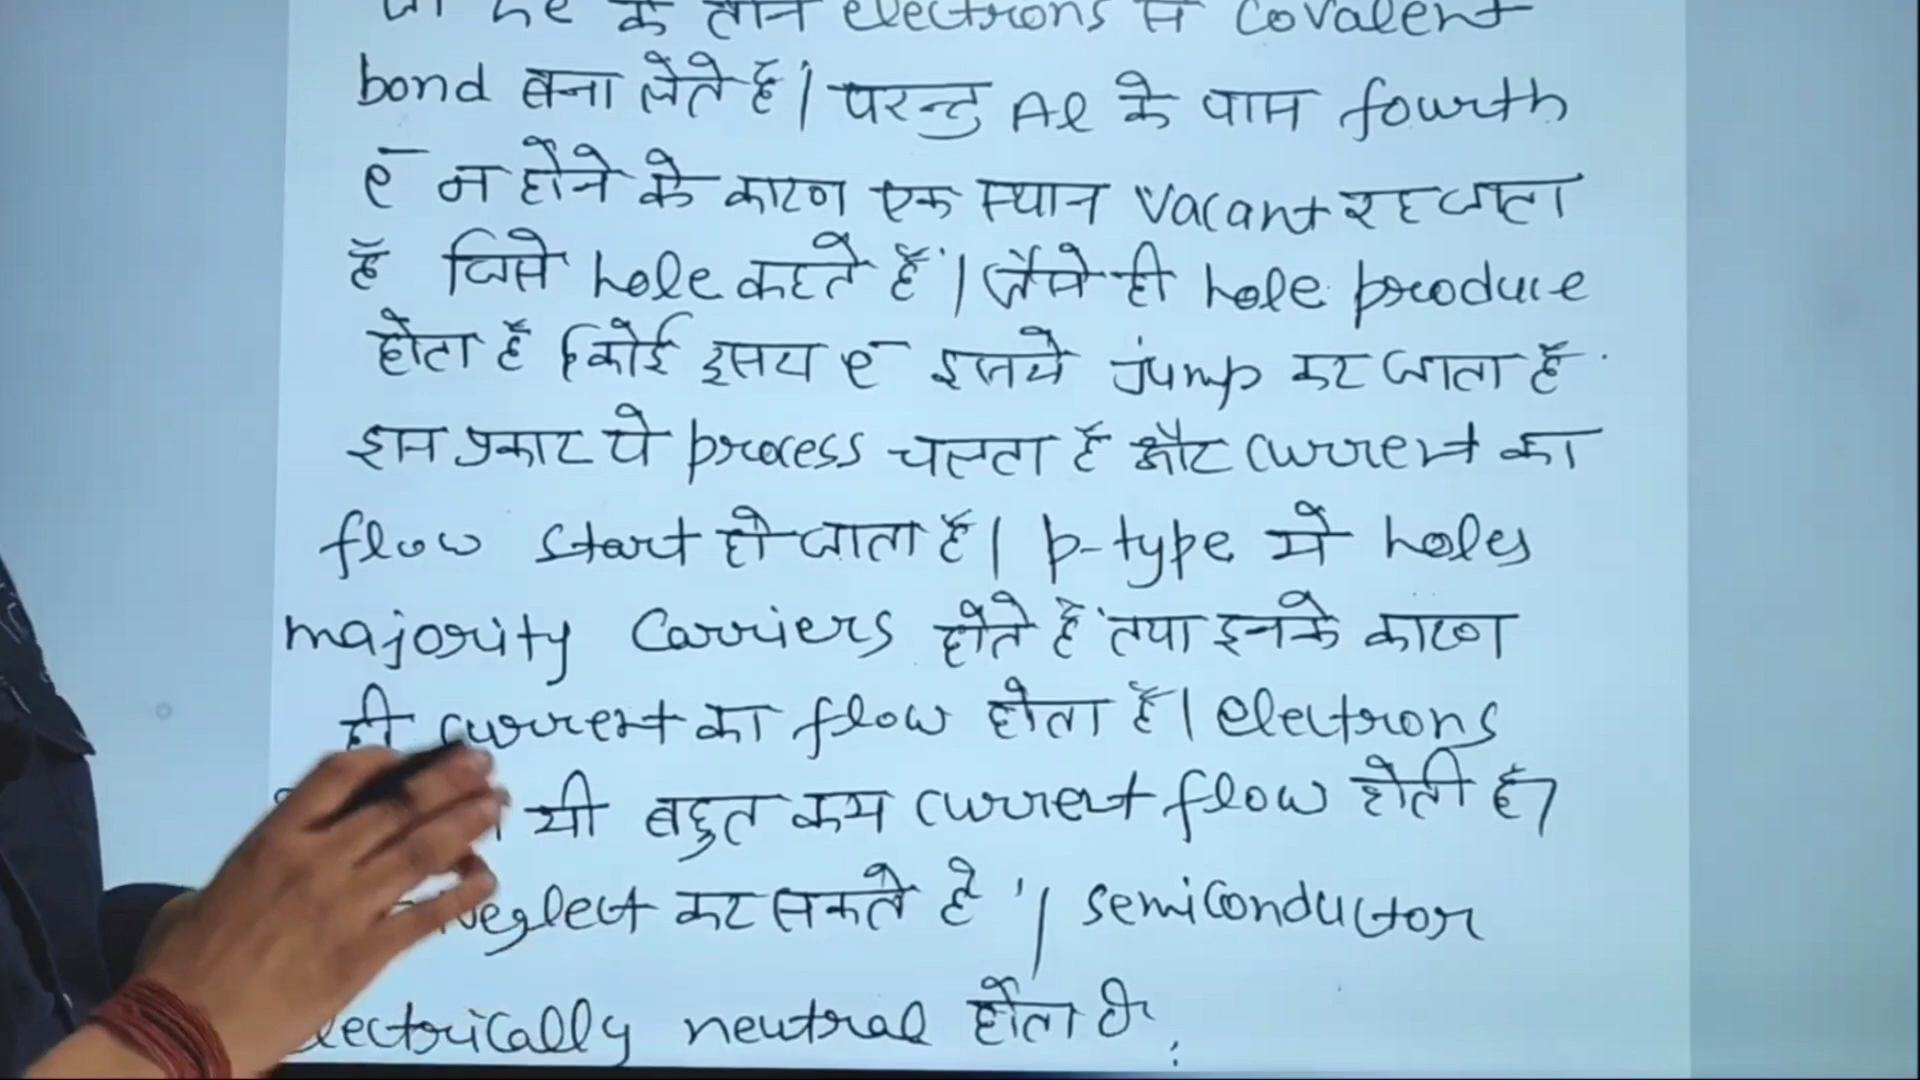 के तीन electrons से covalent
bond बना लेते हैं। परन्तु Al के पास fourth
e⁻ न होने के कारण एक स्थान vacant रह जाता
है जिसे hole कहते हैं। जैसे ही hole produce
होता है कोई दूसरा e⁻ इसमें jump कर जाता है
इस प्रकार ये process चलता है और current का
flow start हो जाता है। p-type में holes
majority carriers होते हैं तथा इनके कारण
ही current का flow होता है। electrons
भी बहुत कम current flow होती है,
neglect कर सकते हैं। semiconductor
lectrically neutral होता है